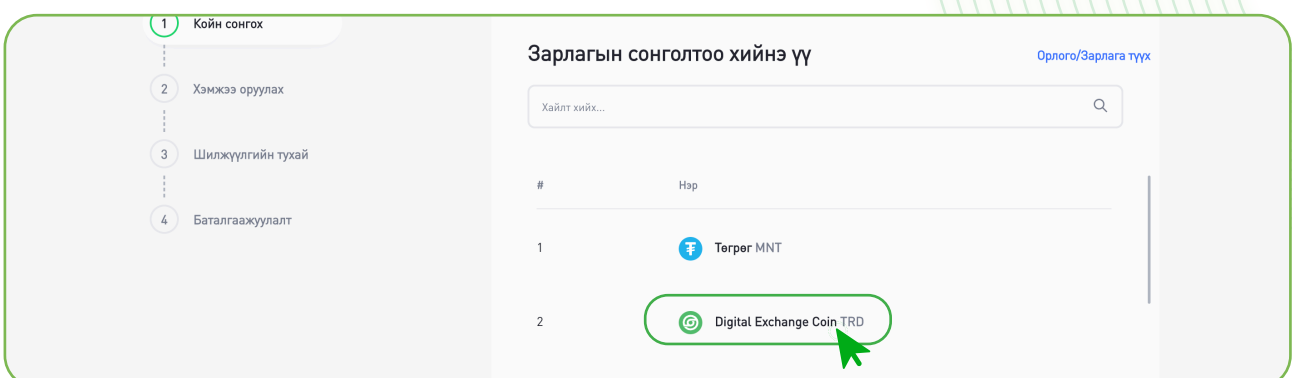 1 Койн сонгох
2 Хэмжээ оруулах
3 Шилжүүлгийн тухай
4 Баталгаажуулалт
Зарлагын сонголтоо хийнэ үү
Орлого/Зарлага түүх
Хайлт хийх...
# Нэр
1 Төгрөг MNT
2 Digital Exchange Coin TRD